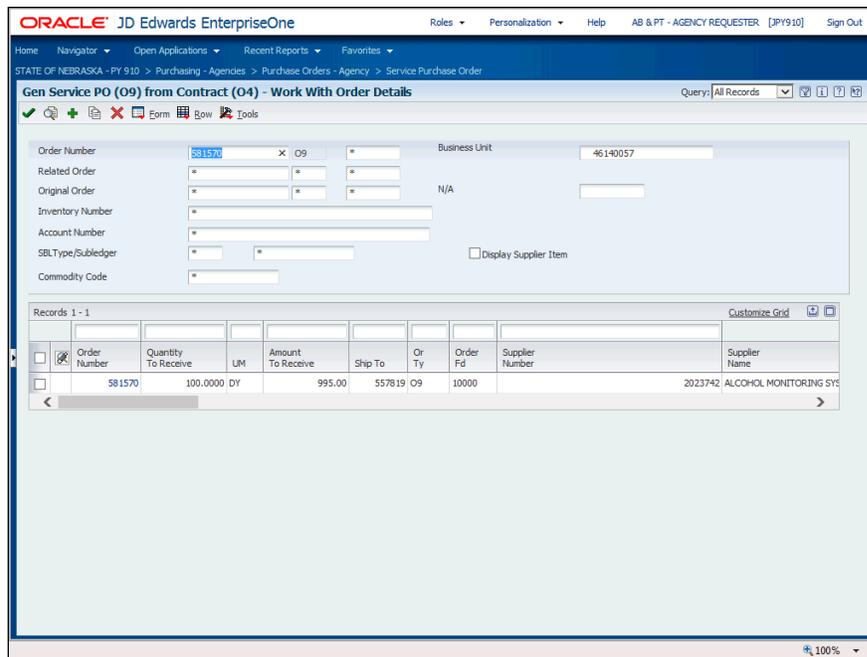 ORACLE® JD Edwards EnterpriseOne
Roles Personalization Help AB & PT - AGENCY REQUESTER [JPY910] Sign Out
Home Navigator Open Applications Recent Reports Favorites
STATE OF NEBRASKA - PY 910 > Purchasing - Agencies > Purchase Orders - Agency > Service Purchase Order
Gen Service PO (O9) from Contract (O4) - Work With Order Details Query: All Records
Form Row Tools
Order Number 581570 × O9 * Business Unit 46140057
Related Order * * *
Original Order * * * N/A
Inventory Number *
Account Number *
SBLType/Subledger * * Display Supplier Item
Commodity Code *
Records 1 - 1 Customize Grid
Order Number Quantity To Receive UM Amount To Receive Ship To Or Ty Order Fd Supplier Number Supplier Name
581570 100.0000 DY 995.00 557819 O9 10000 2023742 ALCOHOL MONITORING SYS
100%